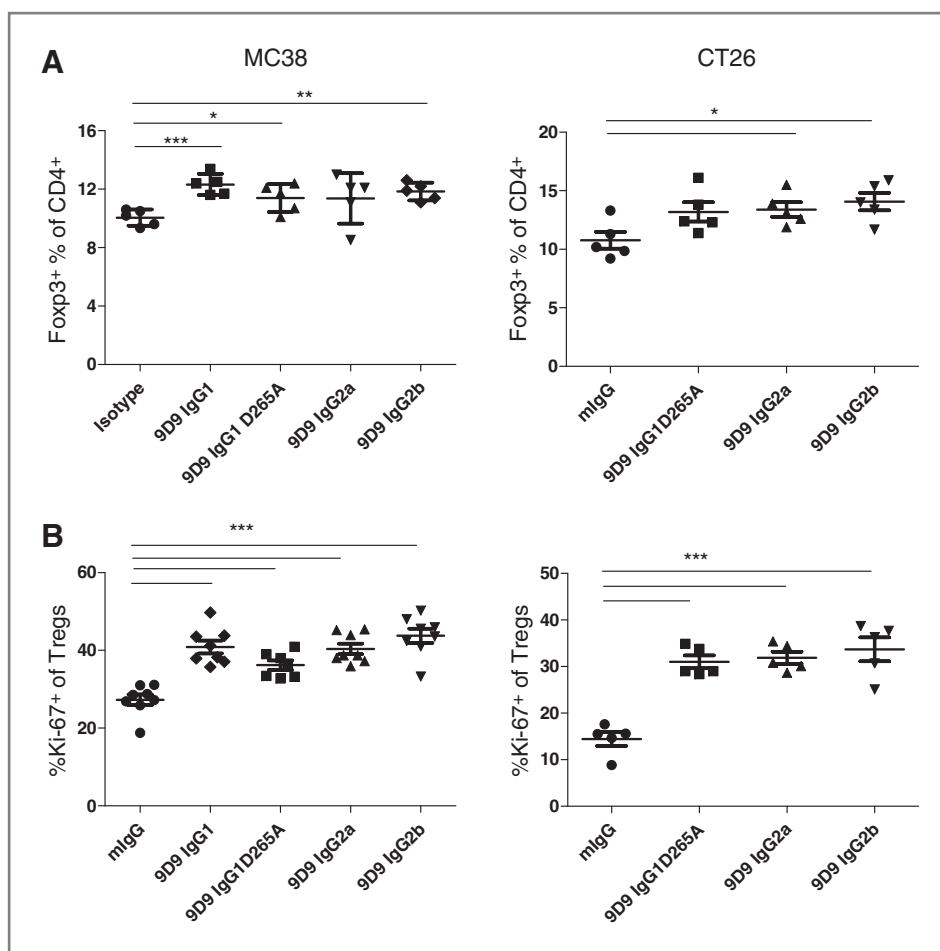 A
MC38
CT26
**
*
***
16
12
8
4
0
Foxp3+ % of CD4+
Isotype
9D9 IgG1
9D9 IgG1 D265A
9D9 IgG2a
9D9 IgG2b
*
20
15
10
5
0
Foxp3+ % of CD4+
mIgG
9D9 IgG1D265A
9D9 IgG2a
9D9 IgG2b
B
***
60
40
20
0
%Ki-67+ of Tregs
mIgG
9D9 IgG1
9D9 IgG1D265A
9D9 IgG2a
9D9 IgG2b
***
50
40
30
20
10
0
%Ki-67+ of Tregs
mIgG
9D9 IgG1D265A
9D9 IgG2a
9D9 IgG2b